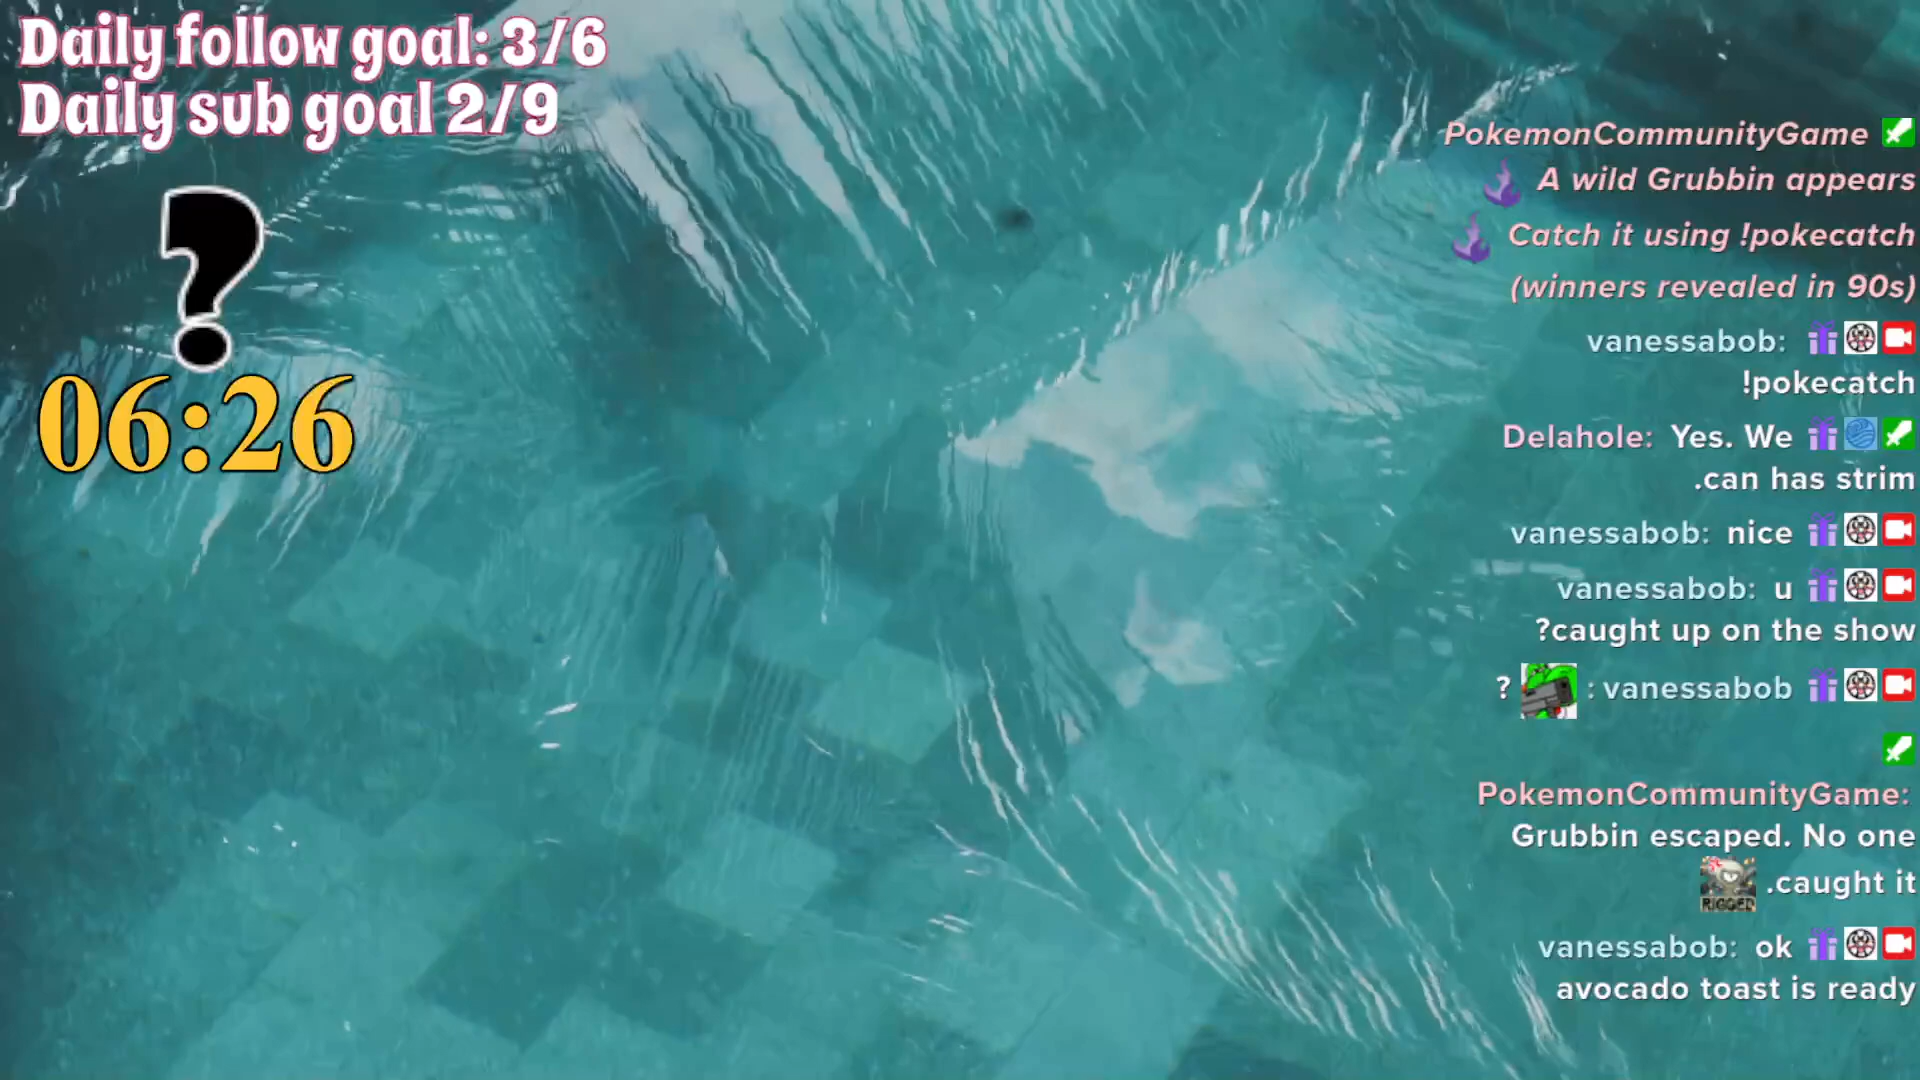 Daily follow goal: 3/6
Daily sub goal 2/9
?
06:26
PokemonCommunityGame
A wild Grubbin appears
Catch it using !pokecatch
(winners revealed in 90s)
vanessabob:
!pokecatch
Delahole: Yes. We
.can has strim
vanessabob: nice
vanessabob: u
?caught up on the show
? : vanessabob
PokemonCommunityGame:
Grubbin escaped. No one
.caught it
RIGGED
vanessabob: ok
avocado toast is ready